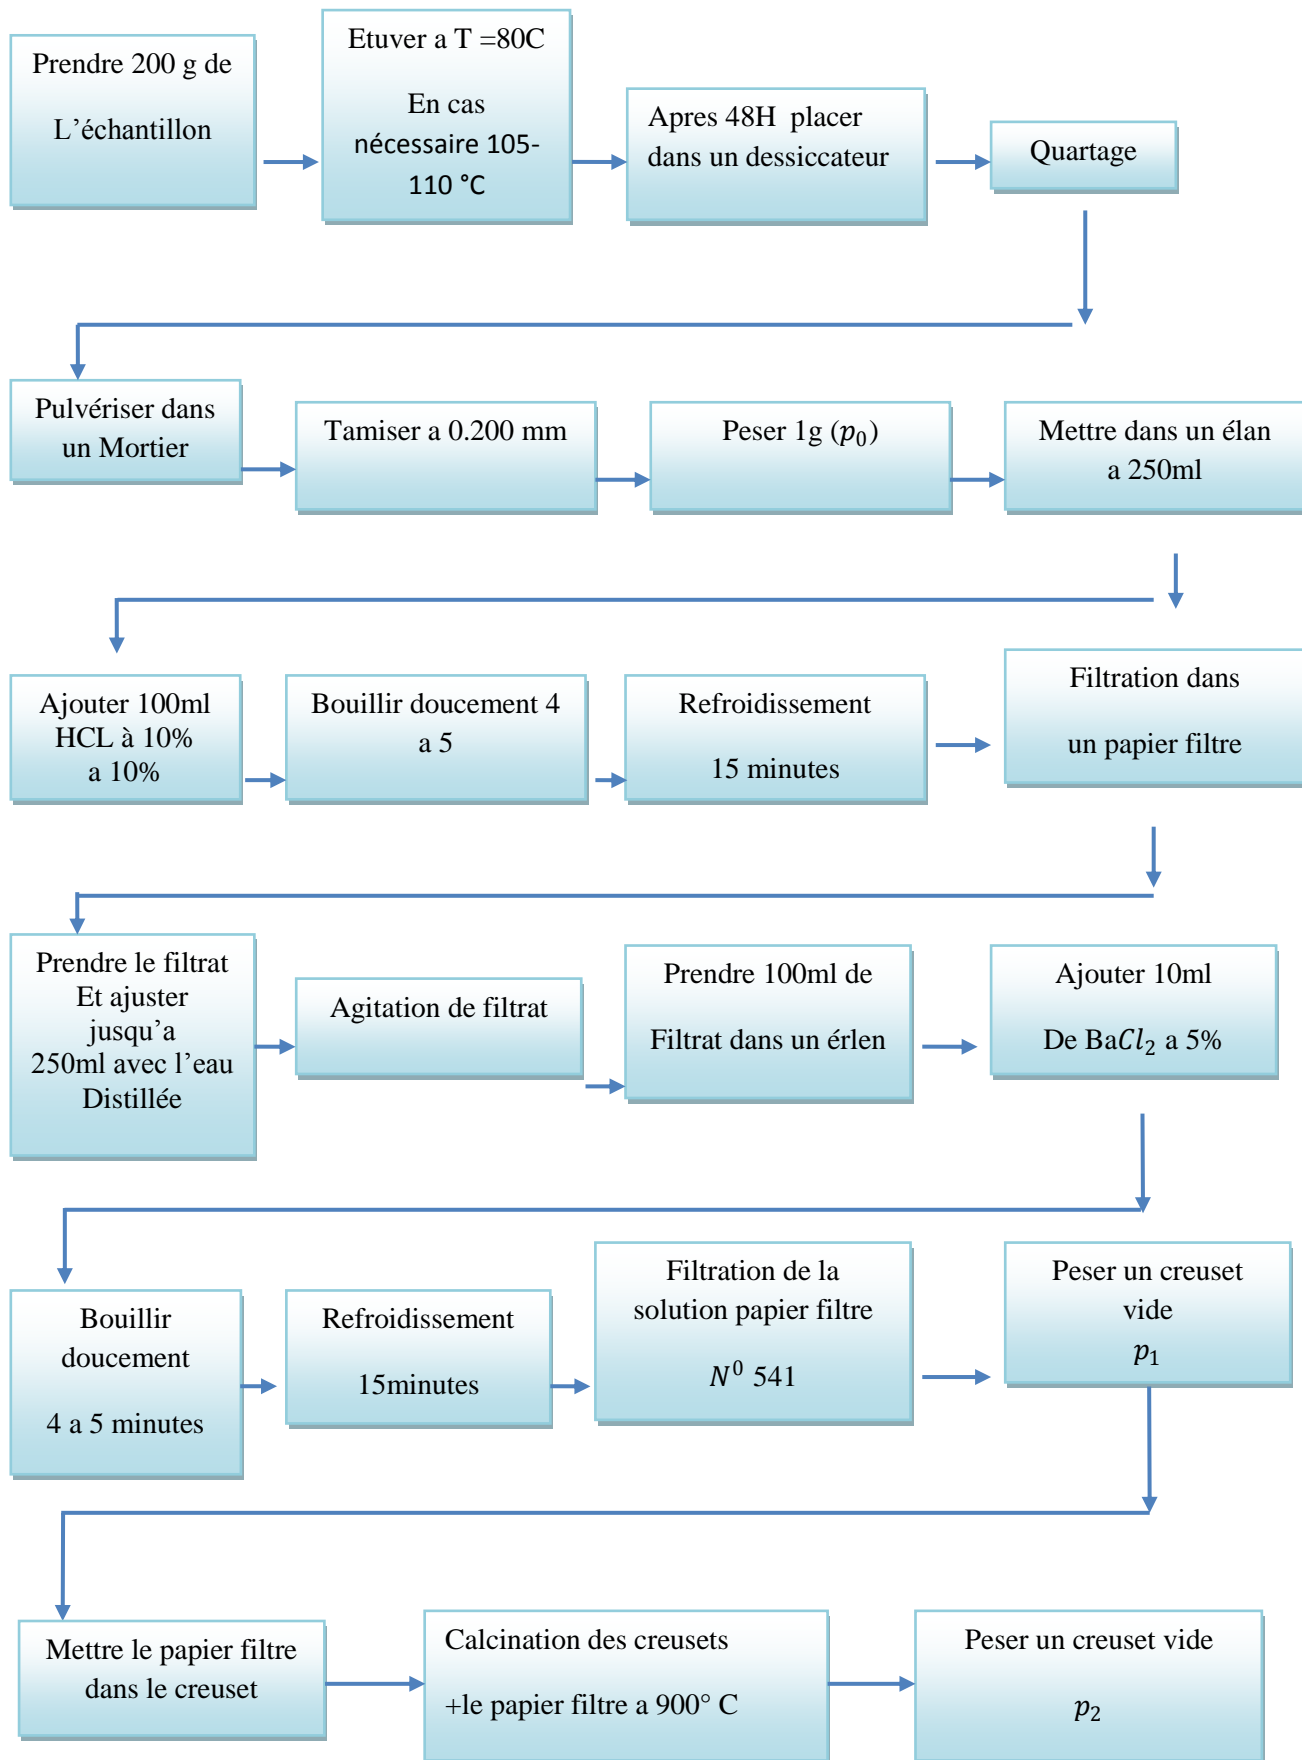 Prendre 200 g de
L’échantillon
Etuver a T =80C
En cas
nécessaire 105-
110 °C
Apres 48H  placer
dans un dessiccateur
Quartage
Pulvériser dans
un Mortier
Tamiser a 0.200 mm
Peser 1g (p₀)
Mettre dans un élan
a 250ml
Ajouter 100ml
HCL à 10%
a 10%
Bouillir doucement 4
a 5
Refroidissement
15 minutes
Filtration dans
un papier filtre
Prendre le filtrat
Et ajuster
jusqu’a
250ml avec l’eau
Distillée
Agitation de filtrat
Prendre 100ml de
Filtrat dans un érlen
Ajouter 10ml
De BaCl₂ a 5%
Bouillir
doucement
4 a 5 minutes
Refroidissement
15minutes
Filtration de la
solution papier filtre
N⁰ 541
Peser un creuset
vide
p₁
Mettre le papier filtre
dans le creuset
Calcination des creusets
+le papier filtre a 900° C
Peser un creuset vide
p₂